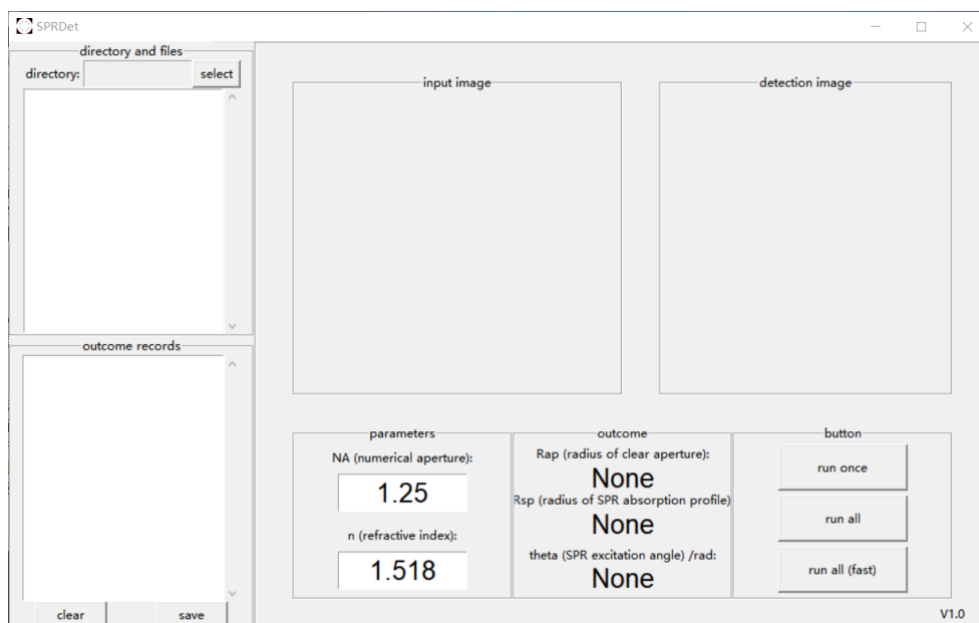 SPRDet
directory and files
directory:
select
outcome records
clear
save
input image
detection image
parameters
NA (numerical aperture):
1.25
n (refractive index):
1.518
outcome
Rap (radius of clear aperture):
None
Rsp (radius of SPR absorption profile)
None
theta (SPR excitation angle) /rad:
None
button
run once
run all
run all (fast)
V1.0